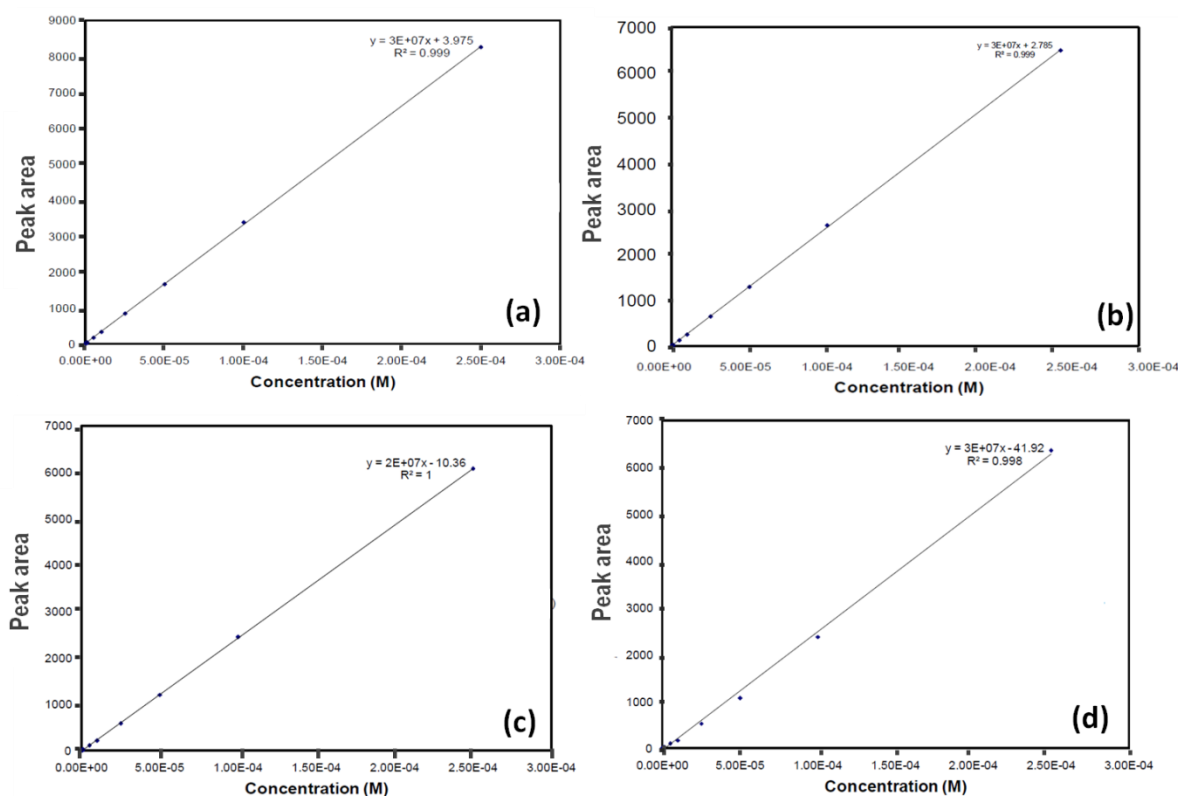 9000
8000
7000
6000
5000
4000
3000
2000
1000
0
Peak area
y = 3E+07x + 3.975
R² = 0.999
(a)
0.00E+00 5.00E-05 1.00E-04 1.50E-04 2.00E-04 2.50E-04 3.00E-04
Concentration (M)
7000
6000
5000
4000
3000
2000
1000
0
Peak area
y = 3E+07x + 2.785
R² = 0.999
(b)
0.00E+00 5.00E-05 1.00E-04 1.50E-04 2.00E-04 2.50E-04 3.00E-04
Concentration (M)
7000
6000
5000
4000
3000
2000
1000
0
Peak area
y = 2E+07x - 10.36
R² = 1
(c)
0.00E+00 5.00E-05 1.00E-04 1.50E-04 2.00E-04 2.50E-04 3.00E-04
Concentration (M)
7000
6000
5000
4000
3000
2000
1000
0
Peak area
y = 3E+07x - 41.92
R² = 0.998
(d)
0.00E+00 5.00E-05 1.00E-04 1.50E-04 2.00E-04 2.50E-04 3.00E-04
Concentration (M)